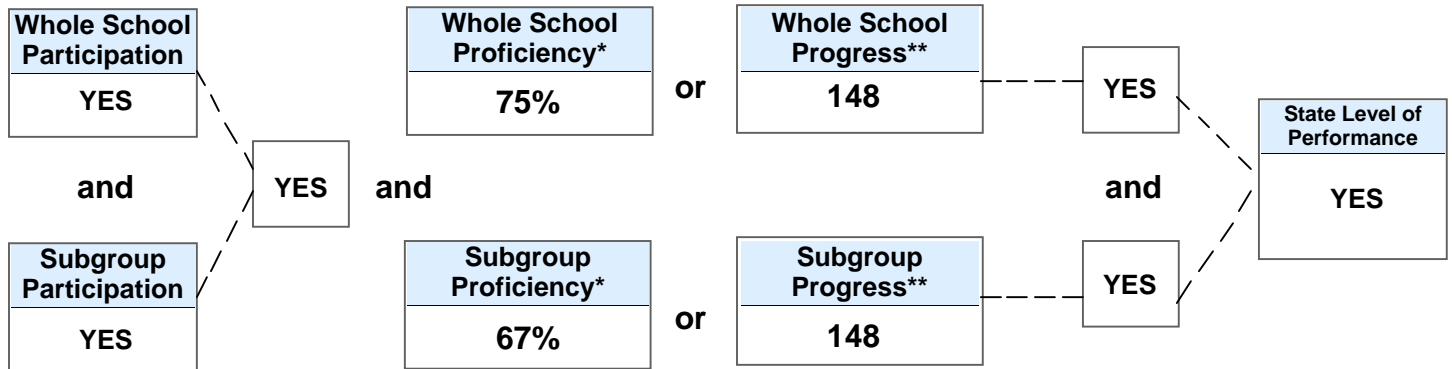 Whole School
Participation
YES
and
Subgroup
Participation
YES
YES
and
Whole School
Proficiency*
75%
or
Whole School
Progress**
148
YES
Subgroup
Proficiency*
67%
or
Subgroup
Progress**
148
YES
and
State Level of
Performance
YES